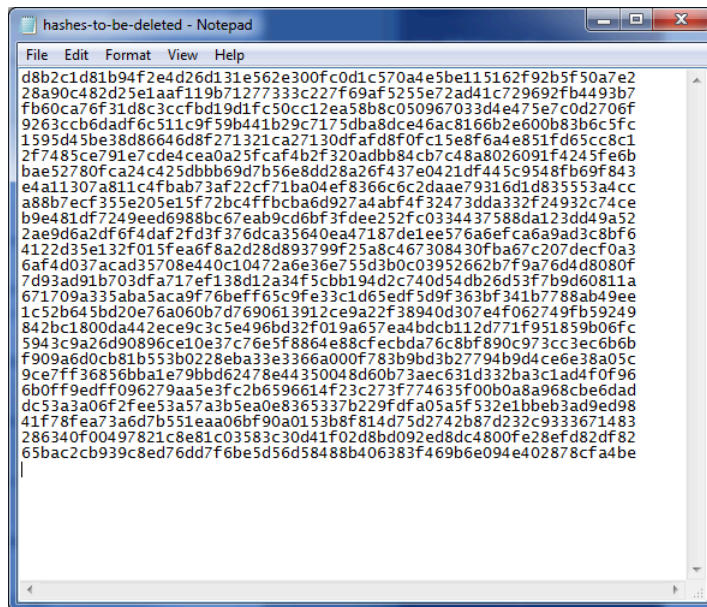 hashes-to-be-deleted - Notepad
File Edit Format View Help
d8b2c1d81b94f2e4d26d131e562e300fc0d1c570a4e5be115162f92b5f50a7e2
28a90c482d25e1aaf119b71277333c227f69af5255e72ad41c729692fb4493b7
fb60ca76f31d8c3ccfbd19d1fc50cc12ea58b8c050967033d4e475e7c0d2706f
9263ccb6dadf6c511c9f59b441b29c7175dba8dce46ac8166b2e600b83b6c5fc
1595d45be38d86646d8f271321ca27130dfafd8f0fc15e8f6a4e851fd65cc8c1
2f7485ce791e7cde4cea0a25fcaf4b2f320adbb84cb7c48a8026091f4245fe6b
bae52780fca24c425dbbb69d7b56e8dd28a26f437e0421df445c9548fb69f843
e4a11307a811c4fbab73af22cf71ba04ef8366c6c2daae79316d1d835553a4cc
a88b7ecf355e205e15f72bc4ffbcba6d927a4abf4f32473dda332f24932c74ce
b9e481df7249eed6988bc67eab9cd6bf3fdee252fc0334437588da123dd49a52
2ae9d6a2df6f4daf2fd3f376dca35640ea47187de1ee576a6efca6a9ad3c8bf6
4122d35e132f015fea6f8a2d28d893799f25a8c467308430fba67c207decf0a3
6af4d037acad35708e440c10472a6e36e755d3b0c03952662b7f9a76d4d8080f
7d93ad91b703dfa717ef138d12a34f5cbb194d2c740d54db26d53f7b9d60811a
671709a335aba5aca9f76beff65c9fe33c1d65edf5d9f363bf341b7788ab49ee
1c52b645bd20e76a060b7d7690613912ce9a22f38940d307e4f062749fb59249
842bc1800da442ece9c3c5e496bd32f019a657ea4bdcb112d771f951859b06fc
5943c9a26d90896ce10e37c76e5f8864e88cfecbda76c8bf890c973cc3ec6b6b
f909a6d0cb81b553b0228eba33e3366a000f783b9bd3b27794b9d4ce6e38a05c
9ce7ff36856bba1e79bbd62478e44350048d60b73aec631d332ba3c1ad4f0f96
6b0ff9edff096279aa5e3fc2b6596614f23c273f774635f00b0a8a968cbe6dad
dc53a3a06f2fee53a57a3b5ea0e8365337b229fdfa05a5f532e1bbeb3ad9ed98
41f78fea73a6d7b551eaa06bf90a0153b8f814d75d2742b87d232c9333671483
286340f00497821c8e81c03583c30d41f02d8bd092ed8dc4800fe28efd82df82
65bac2cb939c8ed76dd7f6be5d56d58488b406383f469b6e094e402878cfa4be